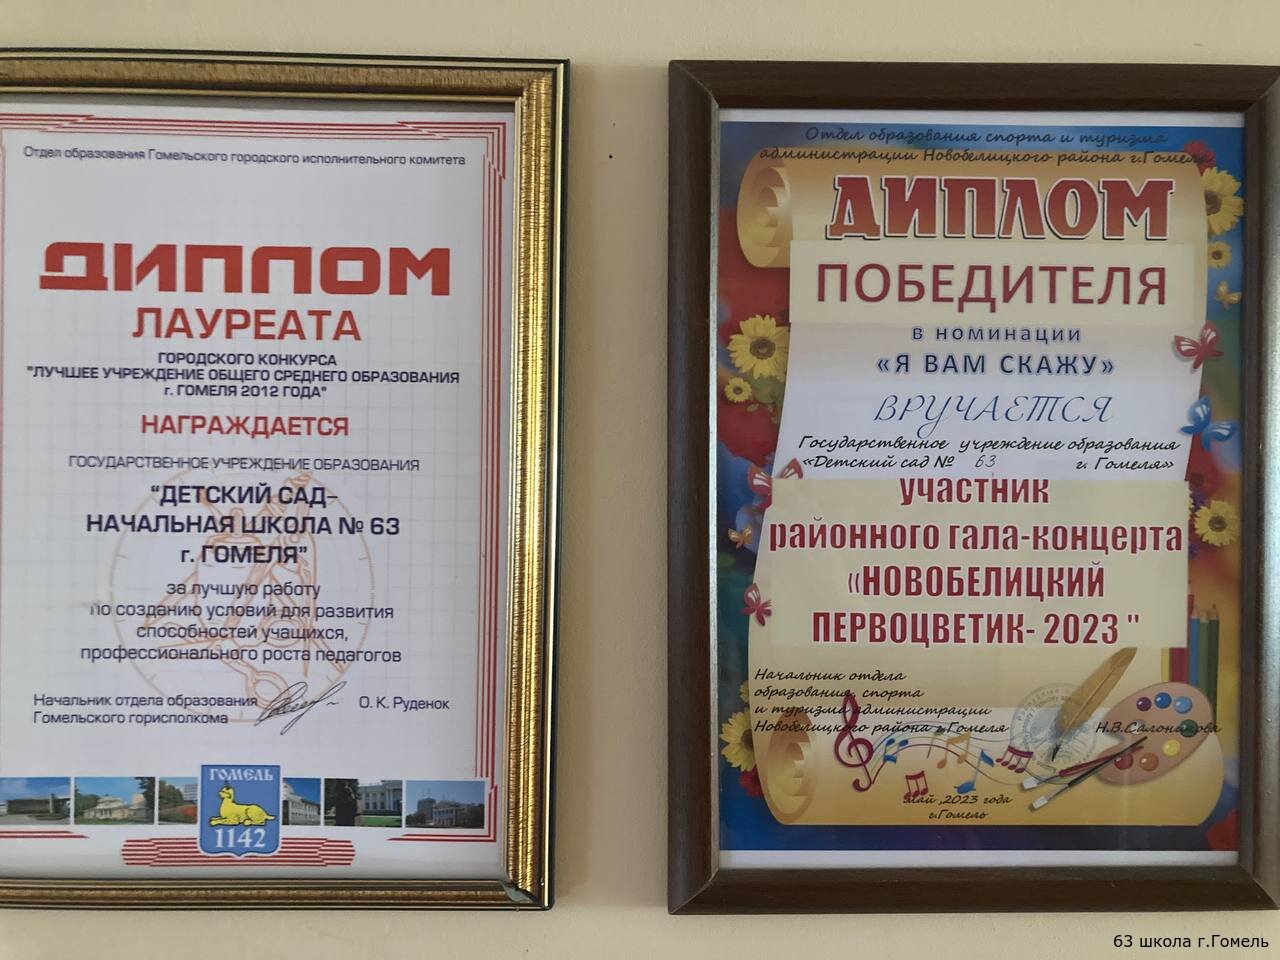 Отдел образования Гомельского городского исполнительного комитета
ДИПЛОМ
ЛАУРЕАТА
ГОРОДСКОГО КОНКУРСА
"ЛУЧШЕЕ УЧРЕЖДЕНИЕ ОБЩЕГО СРЕДНЕГО ОБРАЗОВАНИЯ
г. ГОМЕЛЯ 2012 ГОДА"
НАГРАЖДАЕТСЯ
ГОСУДАРСТВЕННОЕ УЧРЕЖДЕНИЕ ОБРАЗОВАНИЯ
"ДЕТСКИЙ САД–
НАЧАЛЬНАЯ ШКОЛА № 63
г. ГОМЕЛЯ"
за лучшую работу
по созданию условий для развития
способностей учащихся,
профессионального роста педагогов
Начальник отдела образования
Гомельского горисполкома
О. К. Руденок
ГОМЕЛЬ
1142
Отдел образования спорта и туризма
администрации Новобелицкого района г.Гомеля
ДИПЛОМ
ПОБЕДИТЕЛЯ
в номинации
«Я ВАМ СКАЖУ»
ВРУЧАЕТСЯ
Государственное учреждение образования
«Детский сад № 63 г. Гомеля»
участник
районного гала-концерта
«НОВОБЕЛИЦКИЙ
ПЕРВОЦВЕТИК- 2023 "
Начальник отдела
образования, спорта
и туризма администрации
Новобелицкого района г.Гомеля Н.В.Салоникова
май ,2023 года
г.Гомель
63 школа г.Гомель